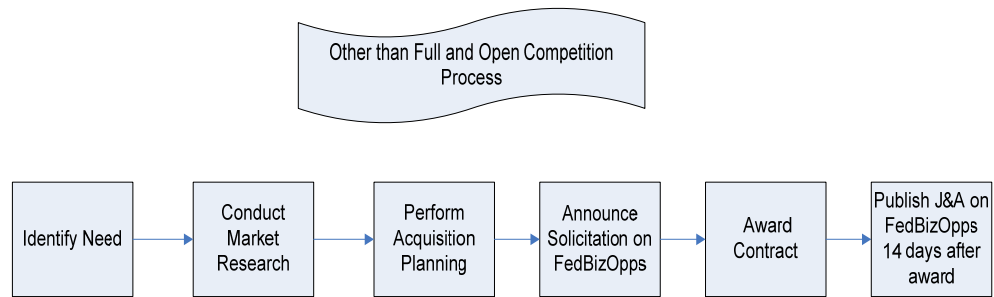 Other than Full and Open Competition
Process
Identify Need
Conduct
Market
Research
Perform
Acquisition
Planning
Announce
Solicitation on
FedBizOpps
Award
Contract
Publish J&A on
FedBizOpps
14 days after
award